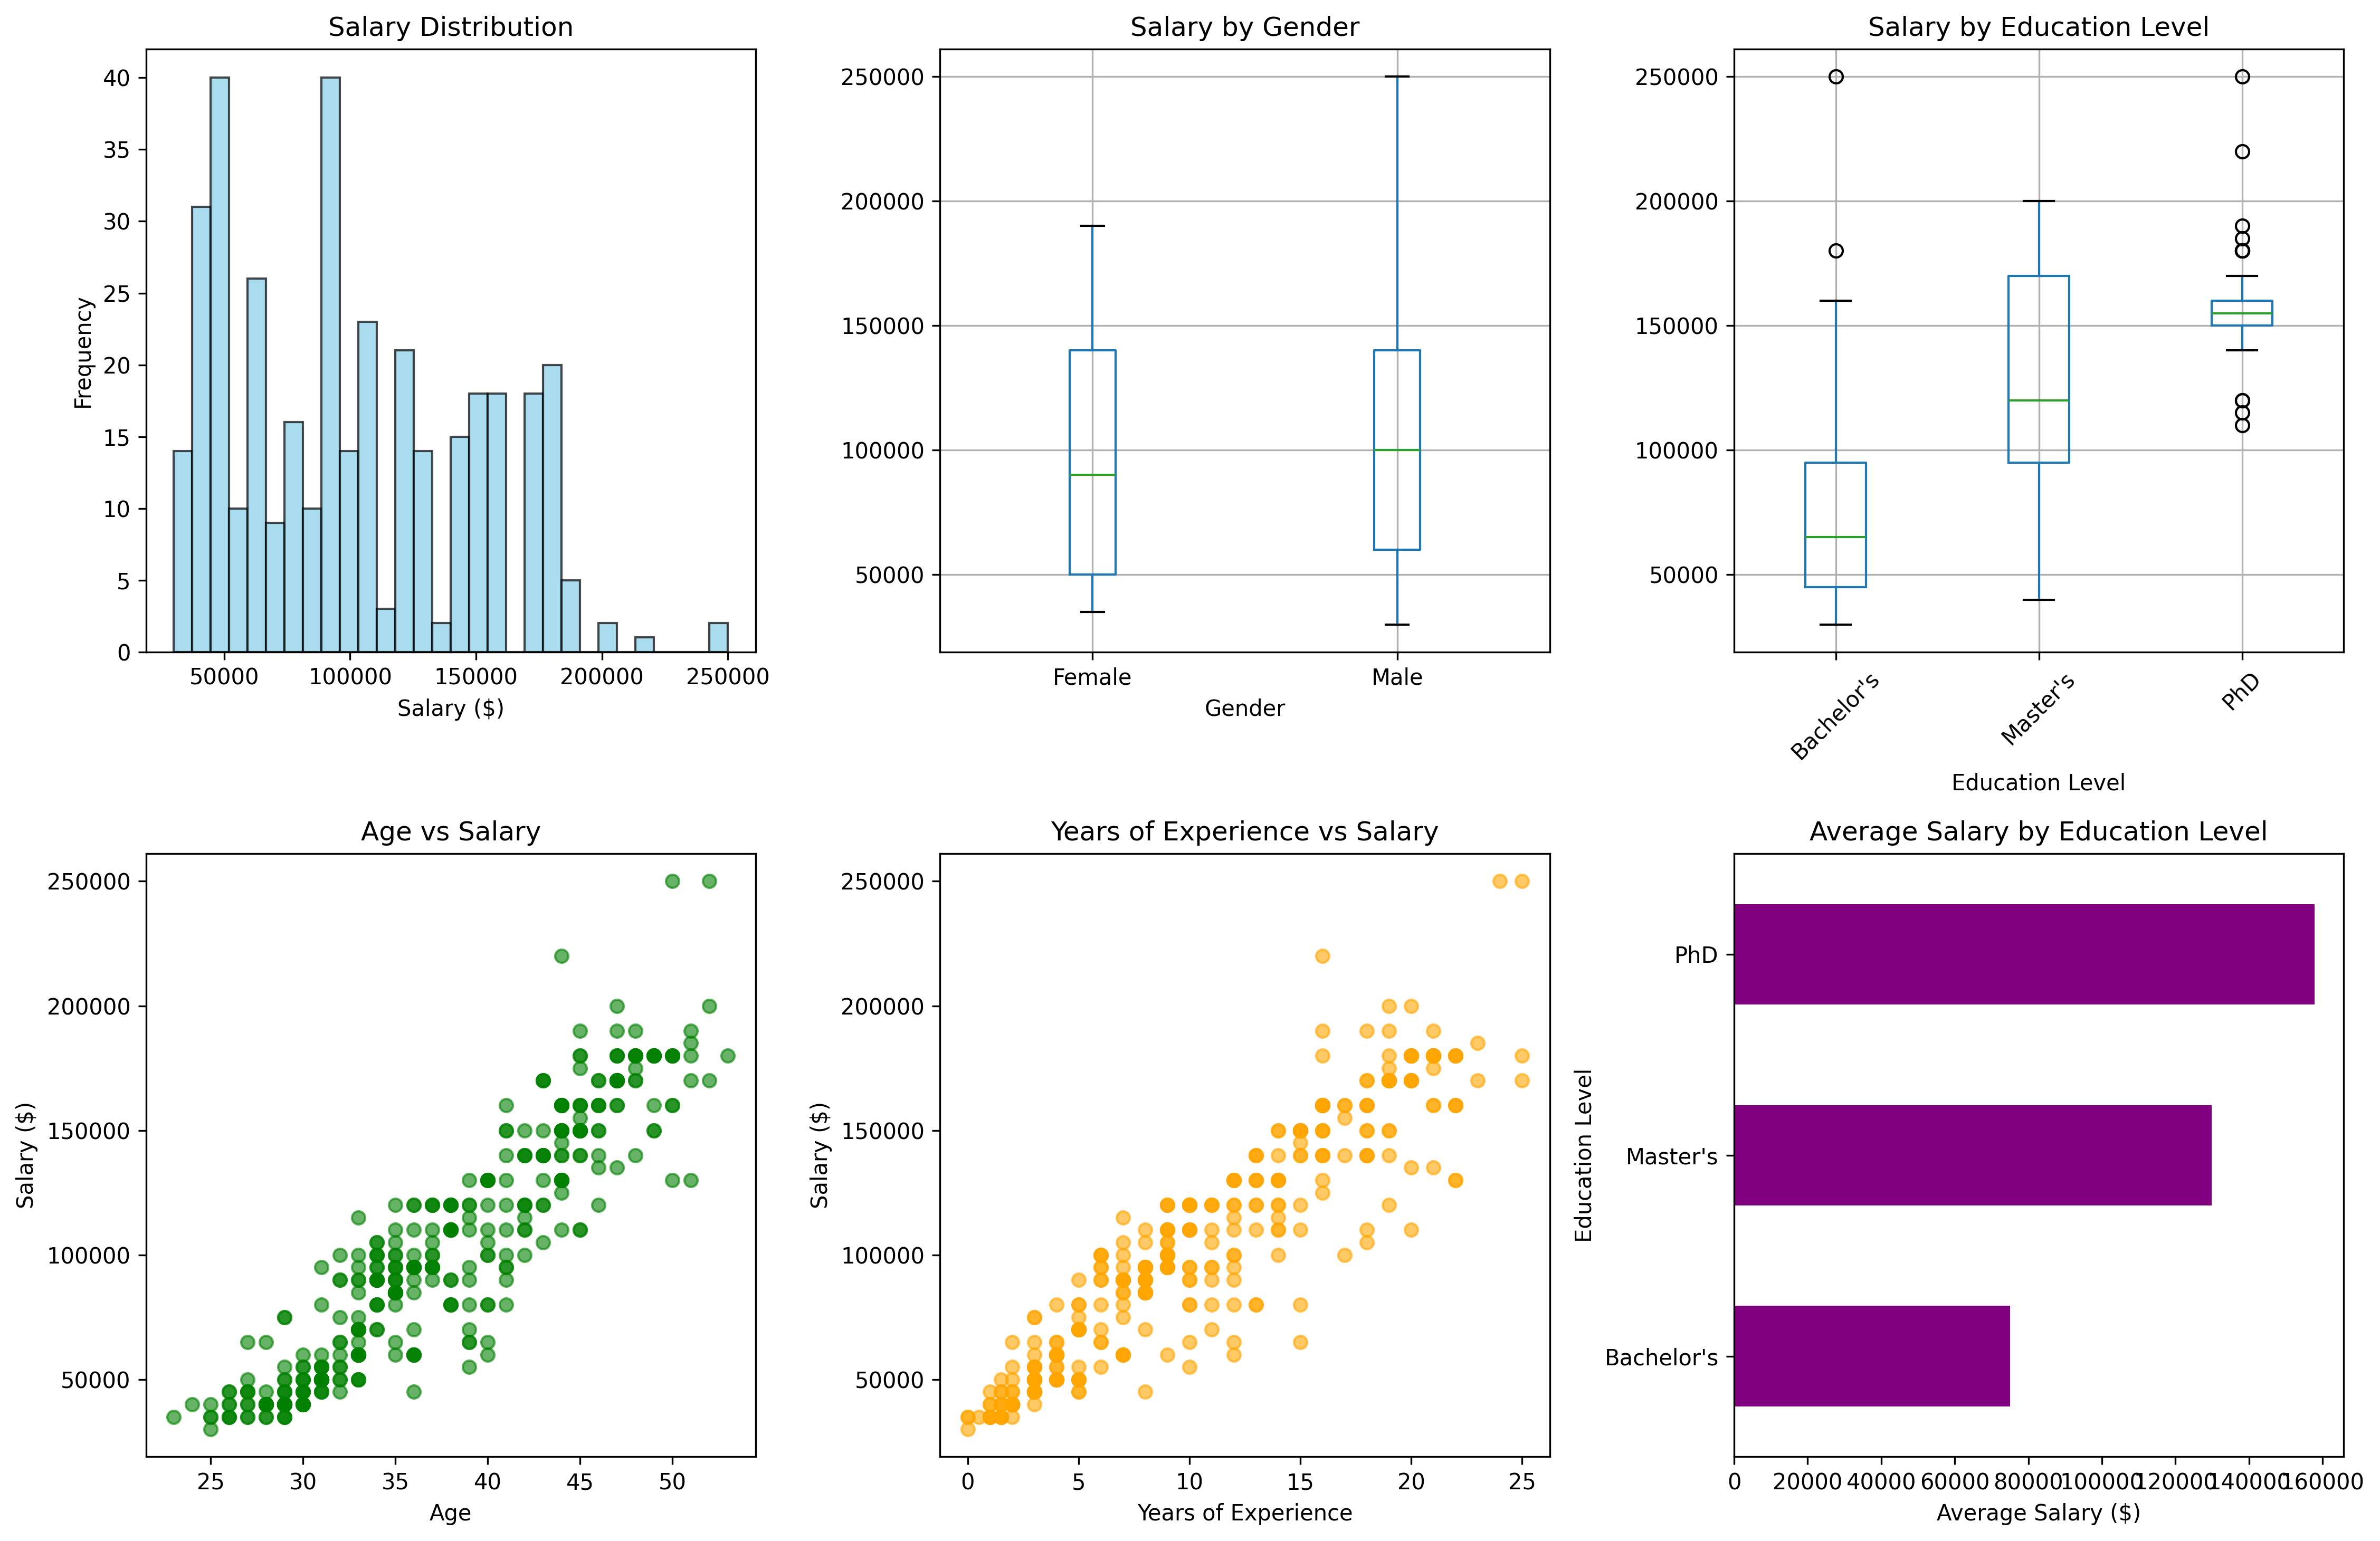 Salary Distribution
40
35
30
25
20
15
10
5
0
Frequency
50000 100000 150000 200000 250000
Salary ($)
Salary by Gender
250000
200000
150000
100000
50000
Female Male
Gender
Salary by Education Level
250000
200000
150000
100000
50000
Bachelor's Master's PhD
Education Level
Age vs Salary
250000
200000
150000
100000
50000
Salary ($)
25 30 35 40 45 50
Age
Years of Experience vs Salary
250000
200000
150000
100000
50000
Salary ($)
0 5 10 15 20 25
Years of Experience
Average Salary by Education Level
PhD
Master's
Bachelor's
Education Level
0 20000 40000 60000 80000 100000 120000 140000 160000
Average Salary ($)